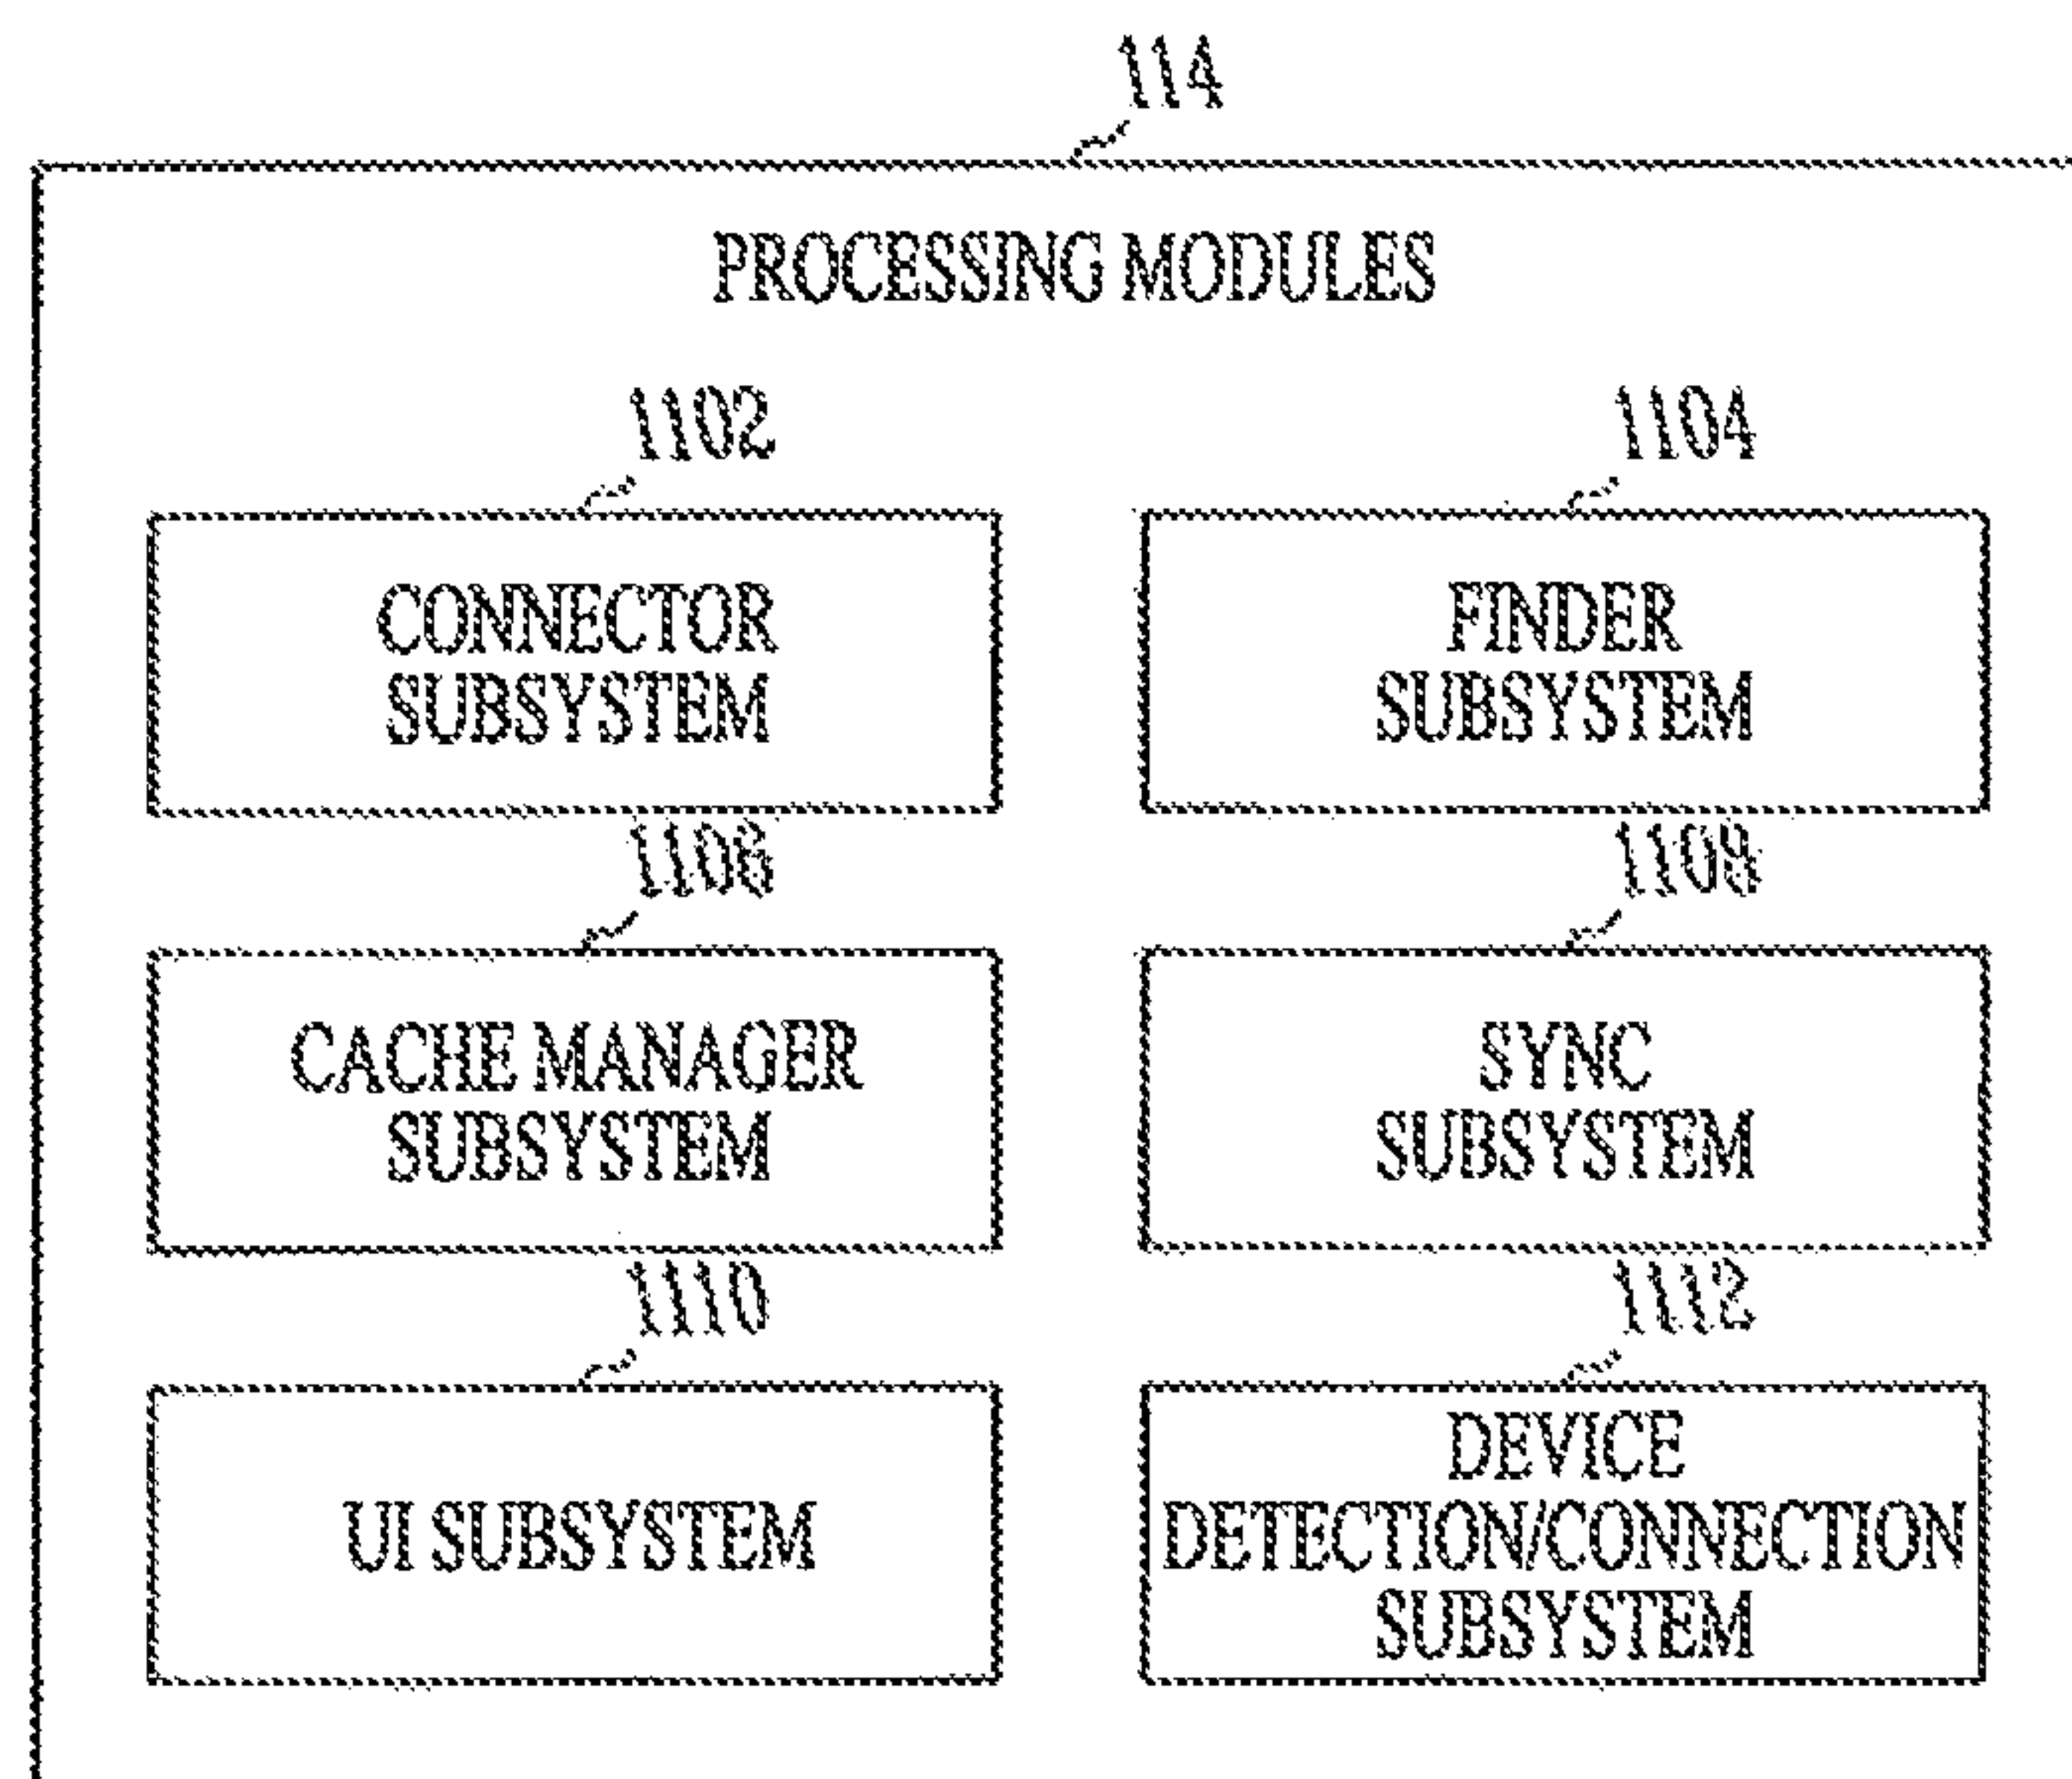 114
PROCESSING MODULES
1102
1104
CONNECTOR
SUBSYSTEM
FINDER
SUBSYSTEM
1106
1108
CACHE MANAGER
SUBSYSTEM
SYNC
SUBSYSTEM
1110
1112
UI SUBSYSTEM
DEVICE
DETECTION/CONNECTION
SUBSYSTEM